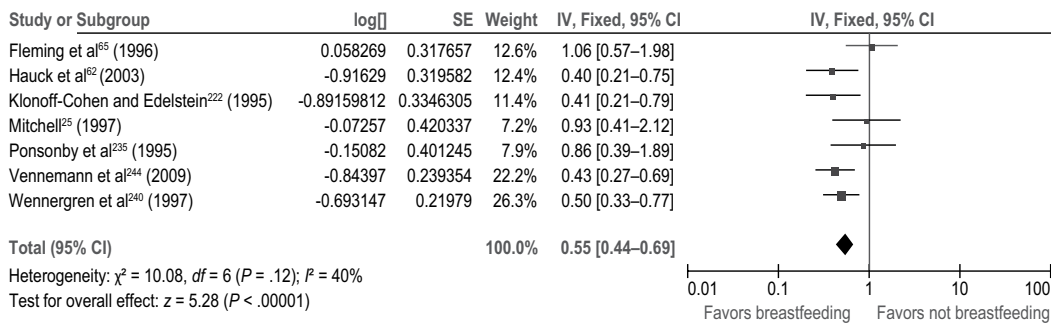 Study or Subgroup log[] SE Weight IV, Fixed, 95% CI IV, Fixed, 95% CI
Fleming et al⁶⁵ (1996) 0.058269 0.317657 12.6% 1.06 [0.57–1.98]
Hauck et al⁶² (2003) -0.91629 0.319582 12.4% 0.40 [0.21–0.75]
Klonoff-Cohen and Edelstein²²² (1995) -0.89159812 0.3346305 11.4% 0.41 [0.21–0.79]
Mitchell²⁵ (1997) -0.07257 0.420337 7.2% 0.93 [0.41–2.12]
Ponsonby et al²³⁵ (1995) -0.15082 0.401245 7.9% 0.86 [0.39–1.89]
Vennemann et al²⁴⁴ (2009) -0.84397 0.239354 22.2% 0.43 [0.27–0.69]
Wennergren et al²⁴⁰ (1997) -0.693147 0.21979 26.3% 0.50 [0.33–0.77]
Total (95% CI) 100.0% 0.55 [0.44–0.69]
Heterogeneity: χ² = 10.08, df = 6 (P = .12); I² = 40%
Test for overall effect: z = 5.28 (P < .00001)
0.01 0.1 1 10 100
Favors breastfeeding Favors not breastfeeding